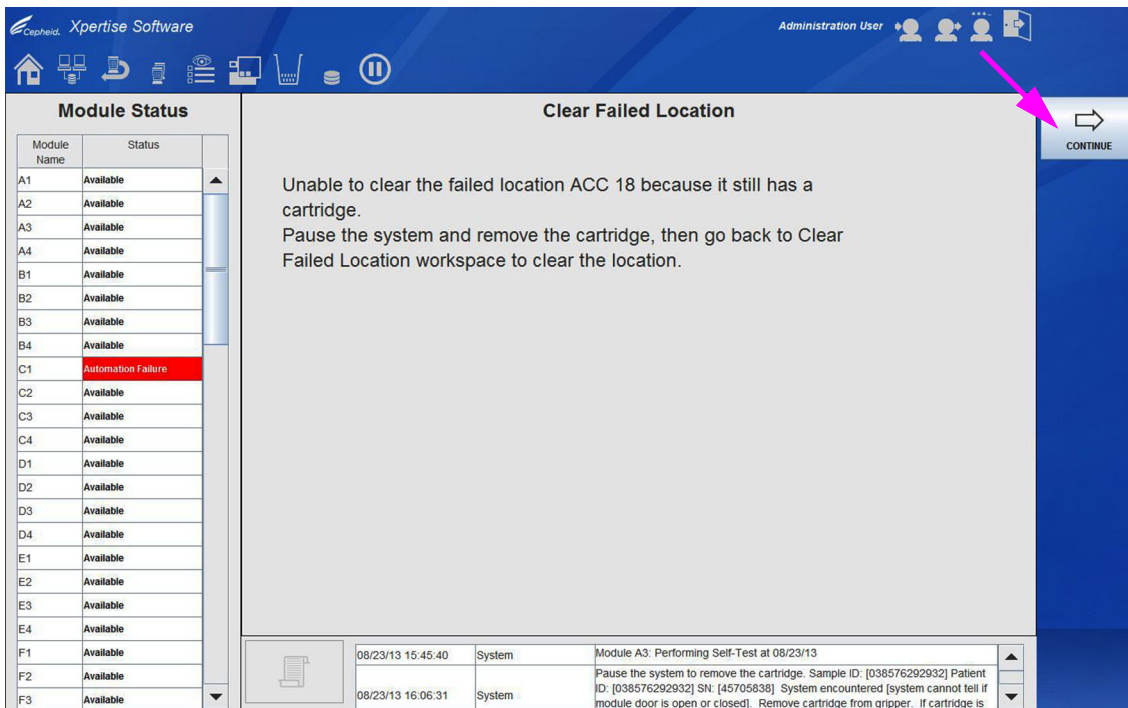 Cepheid. Xpertise Software
Administration User
Module Status
Module Name Status
A1 Available
A2 Available
A3 Available
A4 Available
B1 Available
B2 Available
B3 Available
B4 Available
C1 Automation Failure
C2 Available
C3 Available
C4 Available
D1 Available
D2 Available
D3 Available
D4 Available
E1 Available
E2 Available
E3 Available
E4 Available
F1 Available
F2 Available
F3 Available
Clear Failed Location
Unable to clear the failed location ACC 18 because it still has a
cartridge.
Pause the system and remove the cartridge, then go back to Clear
Failed Location workspace to clear the location.
CONTINUE
08/23/13 15:45:40 System Module A3: Performing Self-Test at 08/23/13
08/23/13 16:06:31 System Pause the system to remove the cartridge. Sample ID: [038576292932] Patient
ID: [038576292932] SN: [45705838] System encountered [system cannot tell if
module door is open or closed]. Remove cartridge from gripper. If cartridge is